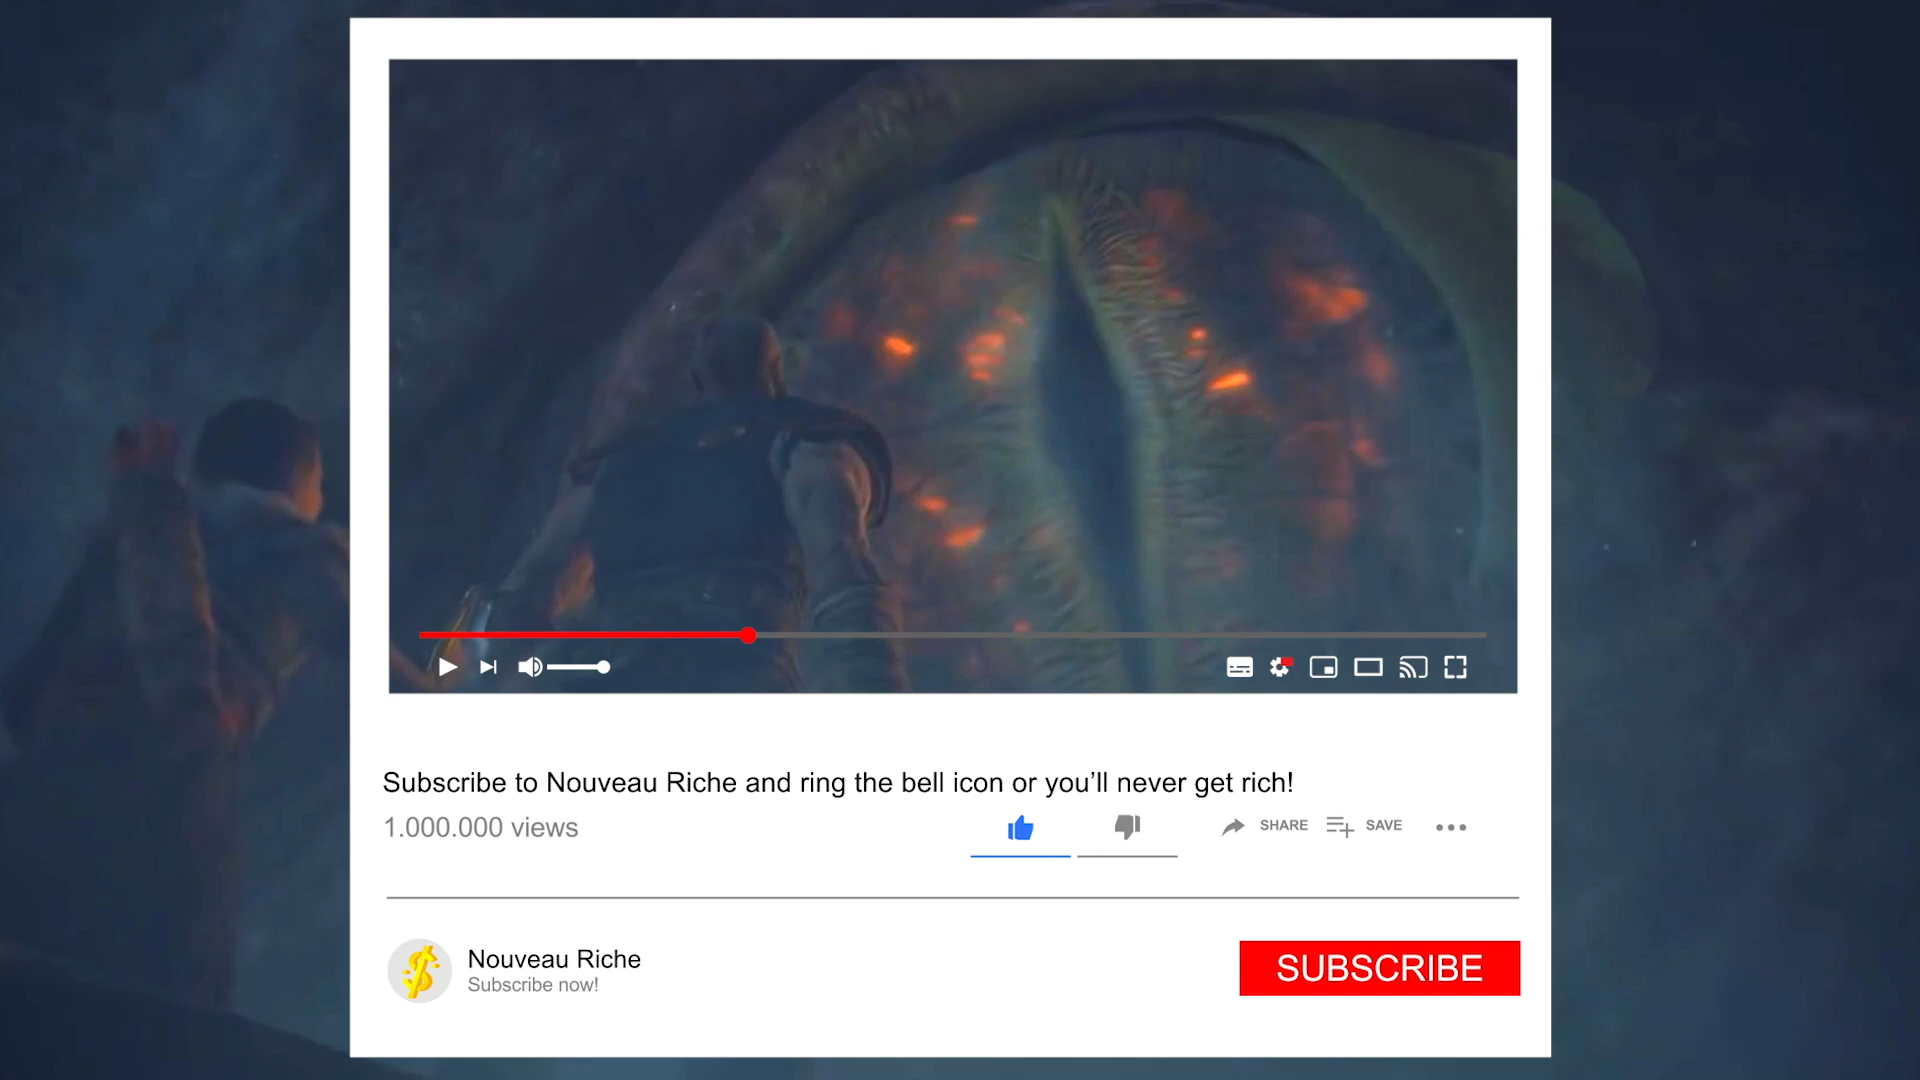 Subscribe to Nouveau Riche and ring the bell icon or you’ll never get rich!
1.000.000 views
SHARE
SAVE
Nouveau Riche
Subscribe now!
SUBSCRIBE